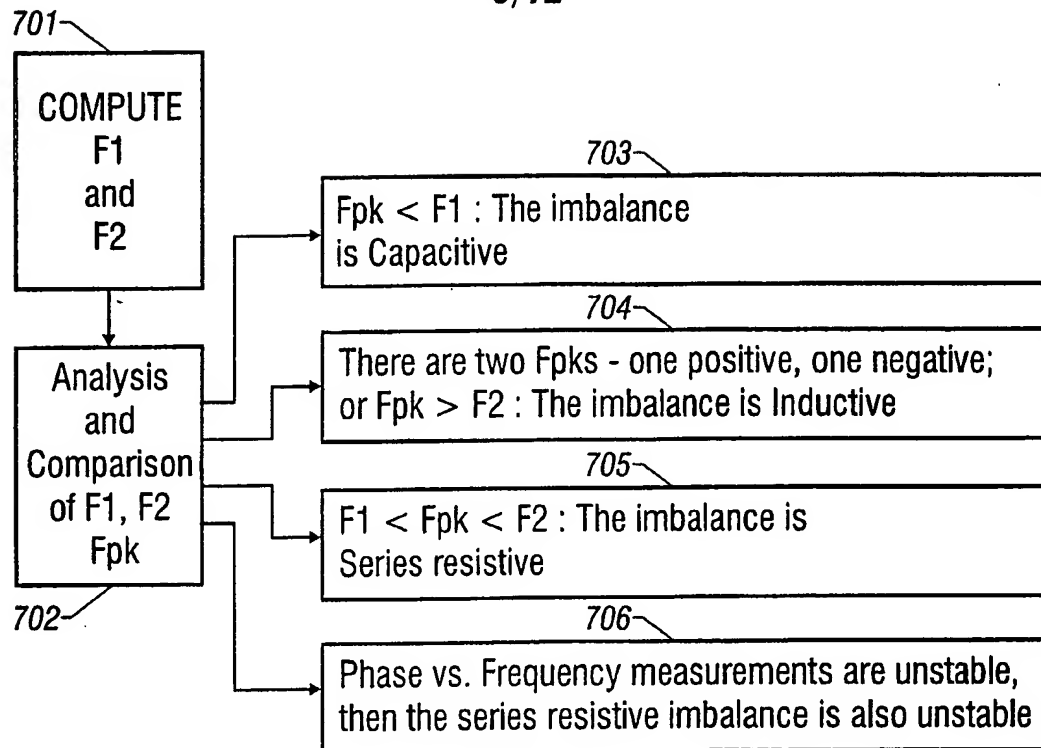 701
COMPUTE
F1
and
F2
703
Fpk < F1 : The imbalance
is Capacitive
704
There are two Fpks - one positive, one negative;
or Fpk > F2 : The imbalance is Inductive
Analysis
and
Comparison
of F1, F2
Fpk
702
705
F1 < Fpk < F2 : The imbalance is
Series resistive
706
Phase vs. Frequency measurements are unstable,
then the series resistive imbalance is also unstable